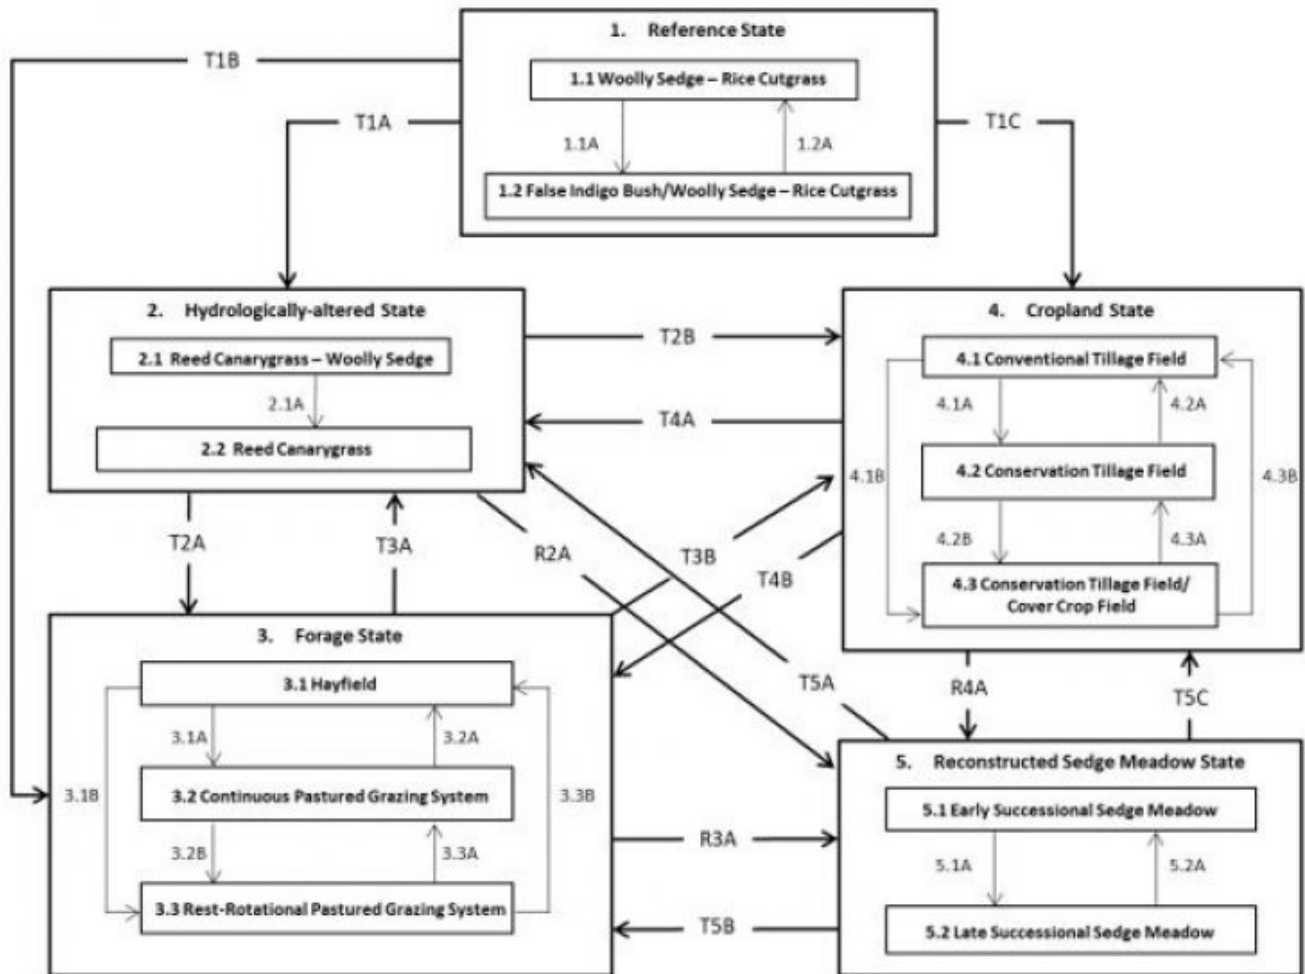 1. Reference State
T1B
1.1 Woolly Sedge – Rice Cutgrass
T1A
T1C
1.1A
1.2A
1.2 False Indigo Bush/Woolly Sedge – Rice Cutgrass
2. Hydrologically-altered State
2.1 Reed Canarygrass – Woolly Sedge
2.1A
2.2 Reed Canarygrass
T2B
T4A
4. Cropland State
4.1 Conventional Tillage Field
4.1A
4.2A
4.2 Conservation Tillage Field
4.1B
4.3B
4.2B
4.3A
4.3 Conservation Tillage Field/
Cover Crop Field
T2A
T3A
R2A
T3B
T4B
3. Forage State
3.1 Hayfield
3.1A
3.2A
3.2 Continuous Pastured Grazing System
3.1B
3.3B
3.2B
3.3A
3.3 Rest-Rotational Pastured Grazing System
T5A
R4A
T5C
R3A
T5B
5. Reconstructed Sedge Meadow State
5.1 Early Successional Sedge Meadow
5.1A
5.2A
5.2 Late Successional Sedge Meadow